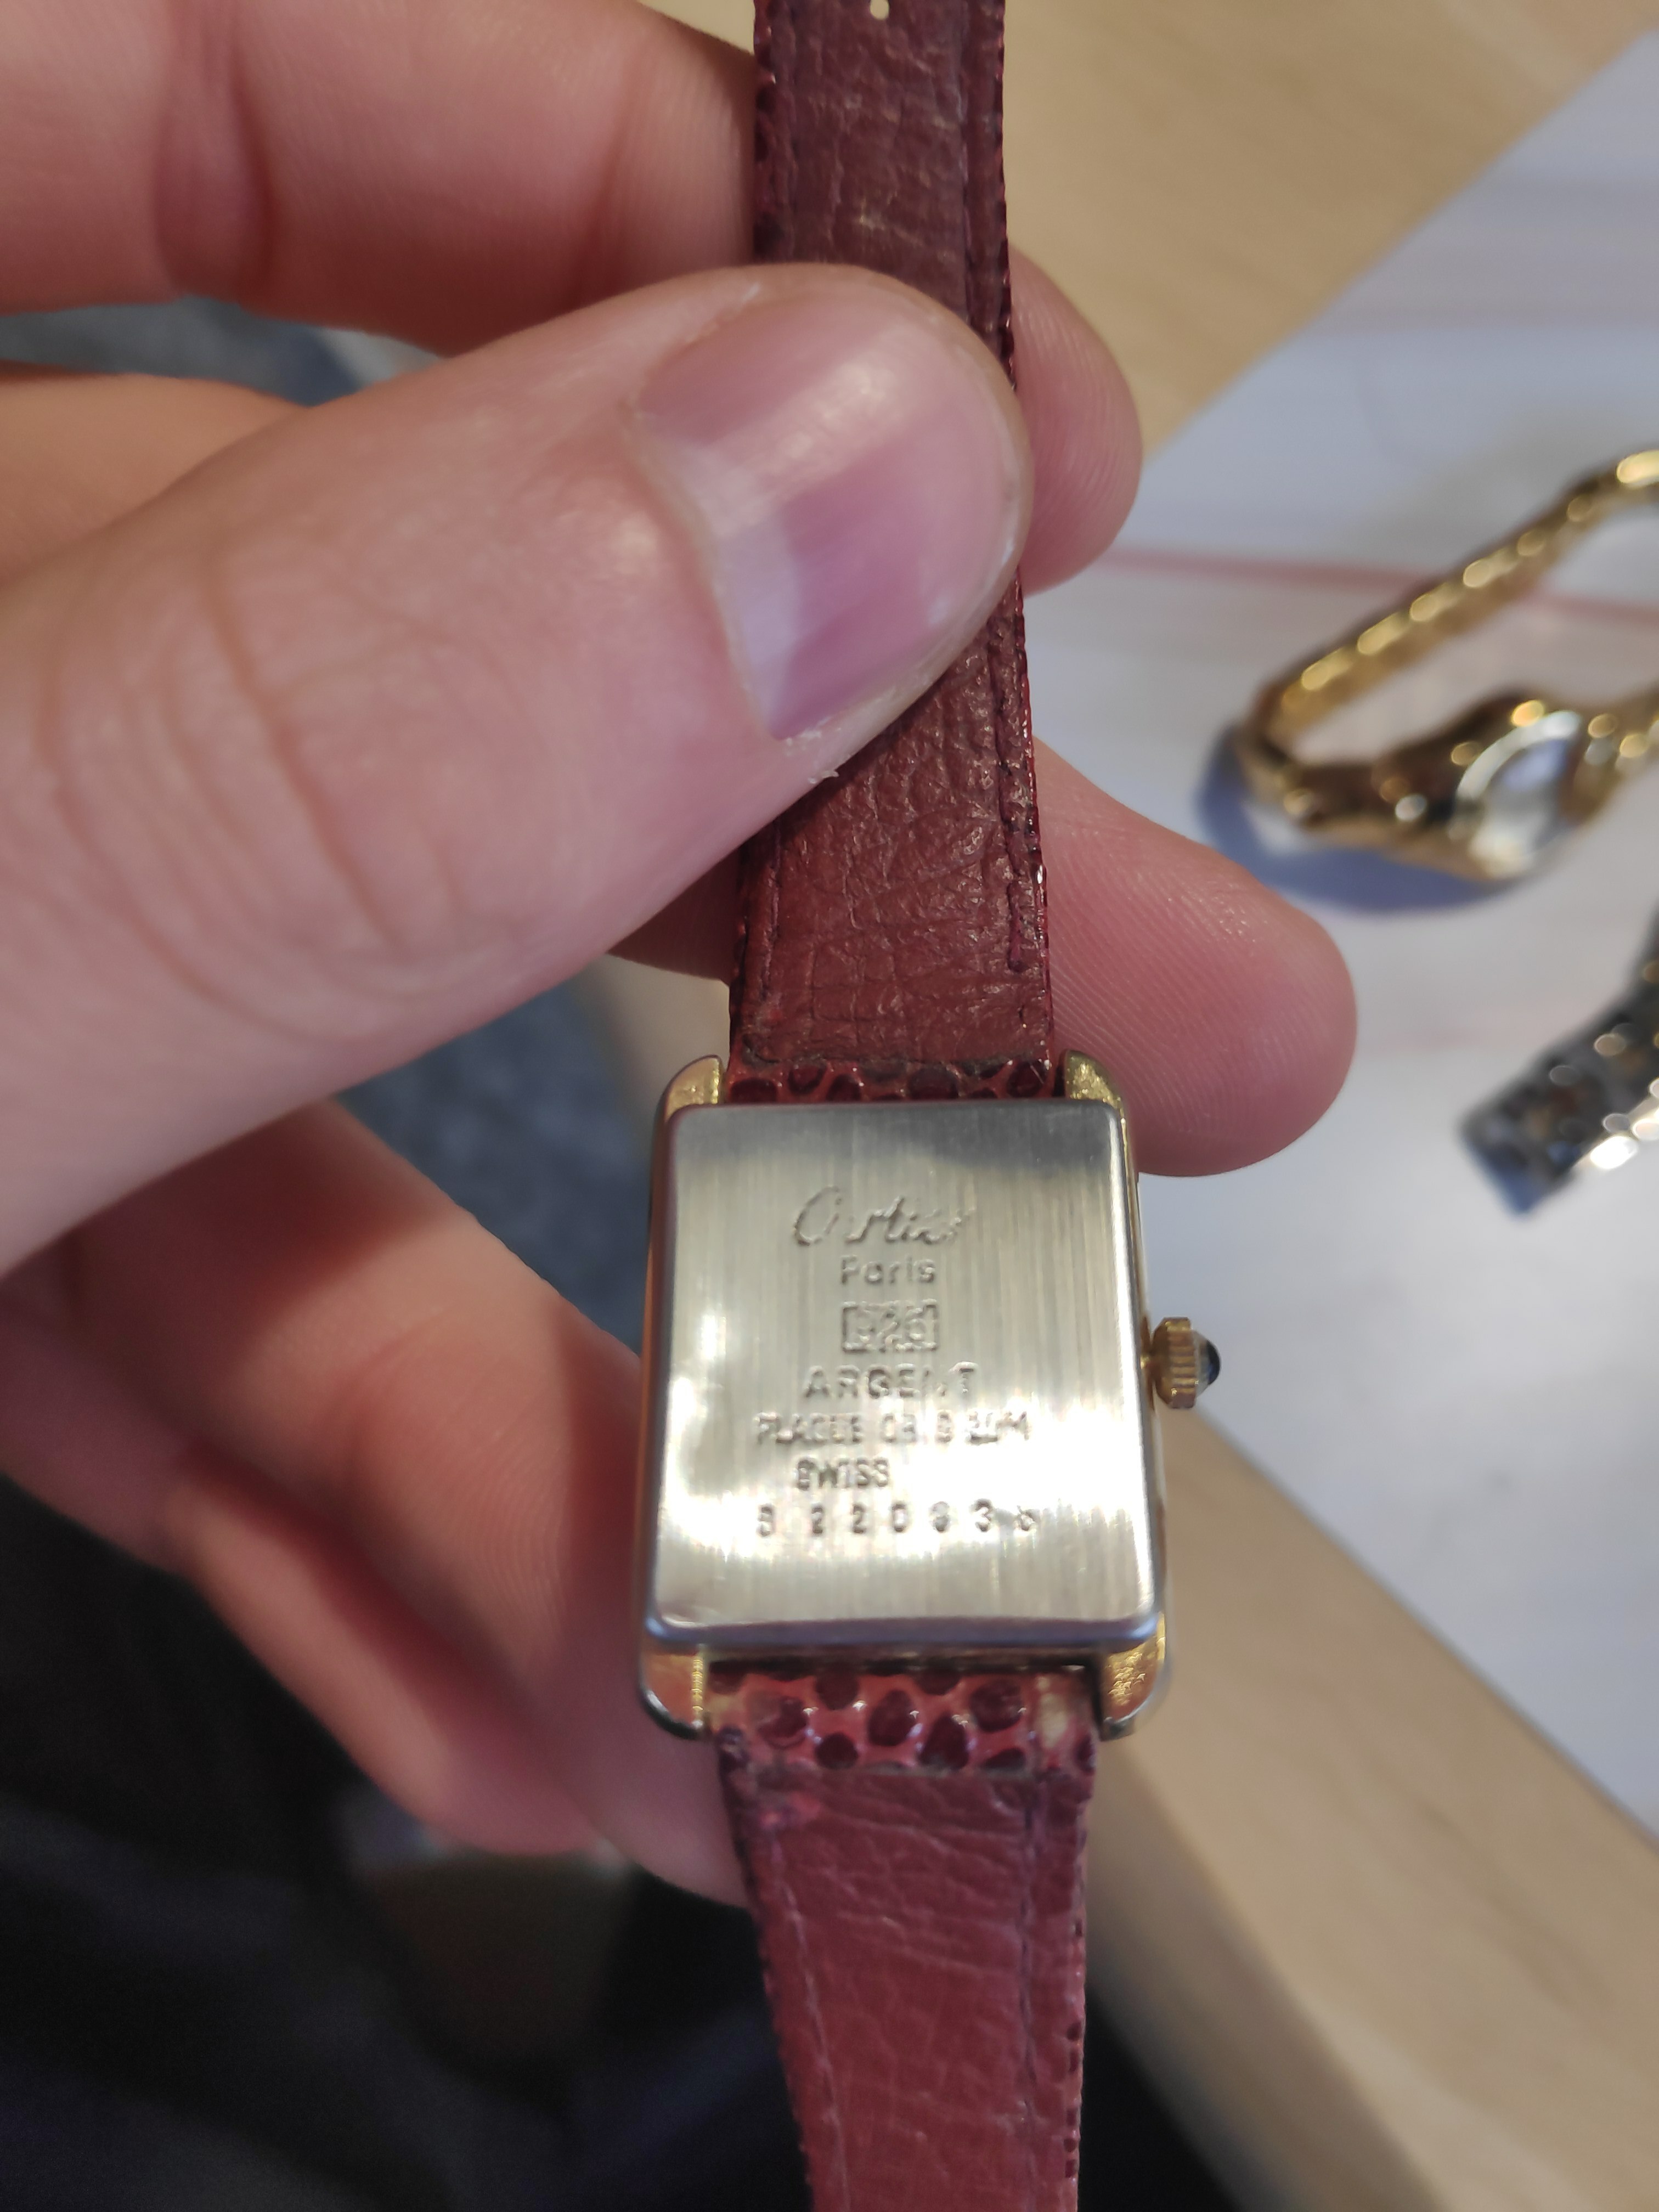 Cartier
Paris
925
ARGENT
PLAQUE OR G 20M
SWISS